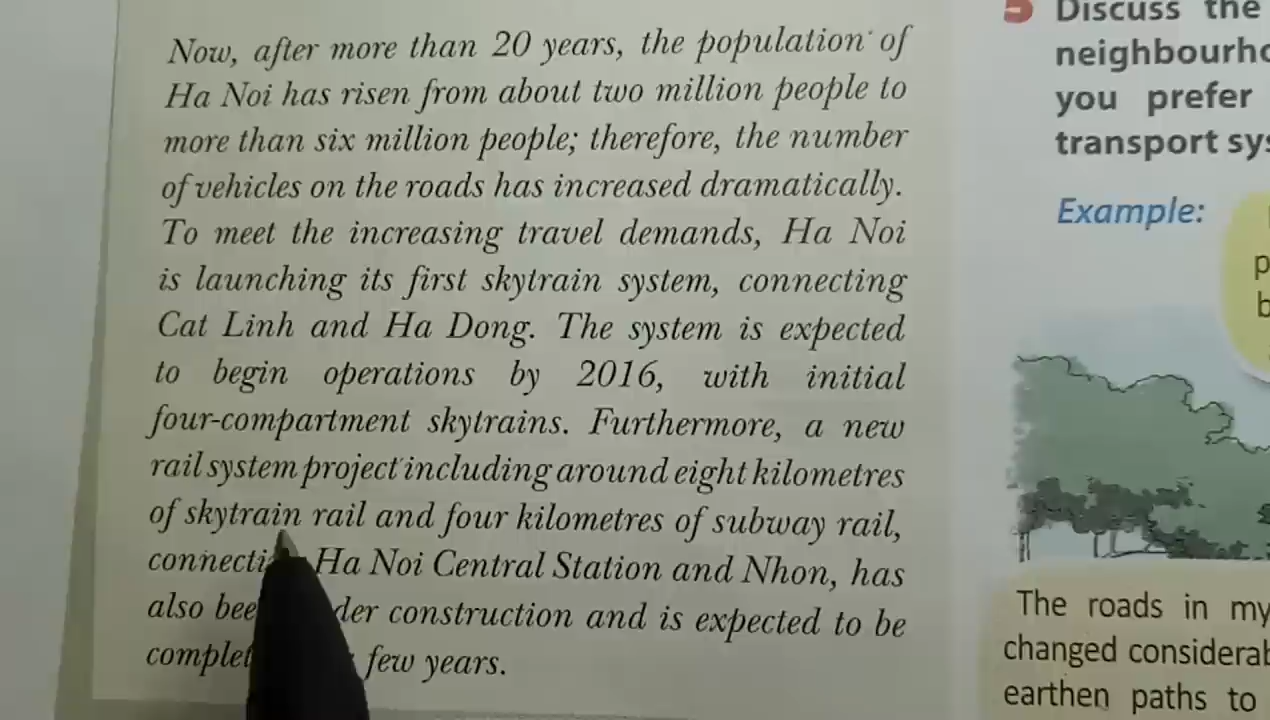 Now, after more than 20 years, the population of
Ha Noi has risen from about two million people to
more than six million people; therefore, the number
of vehicles on the roads has increased dramatically.
To meet the increasing travel demands, Ha Noi
is launching its first skytrain system, connecting
Cat Linh and Ha Dong. The system is expected
to begin operations by 2016, with initial
four-compartment skytrains. Furthermore, a new
rail system project including around eight kilometres
of skytrain rail and four kilometres of subway rail,
Ha Noi Central Station and Nhon, has
also construction and is expected to be
few years.
5 Discuss the
you prefer
transport
Example:
The roads in my
changed
earthen paths to